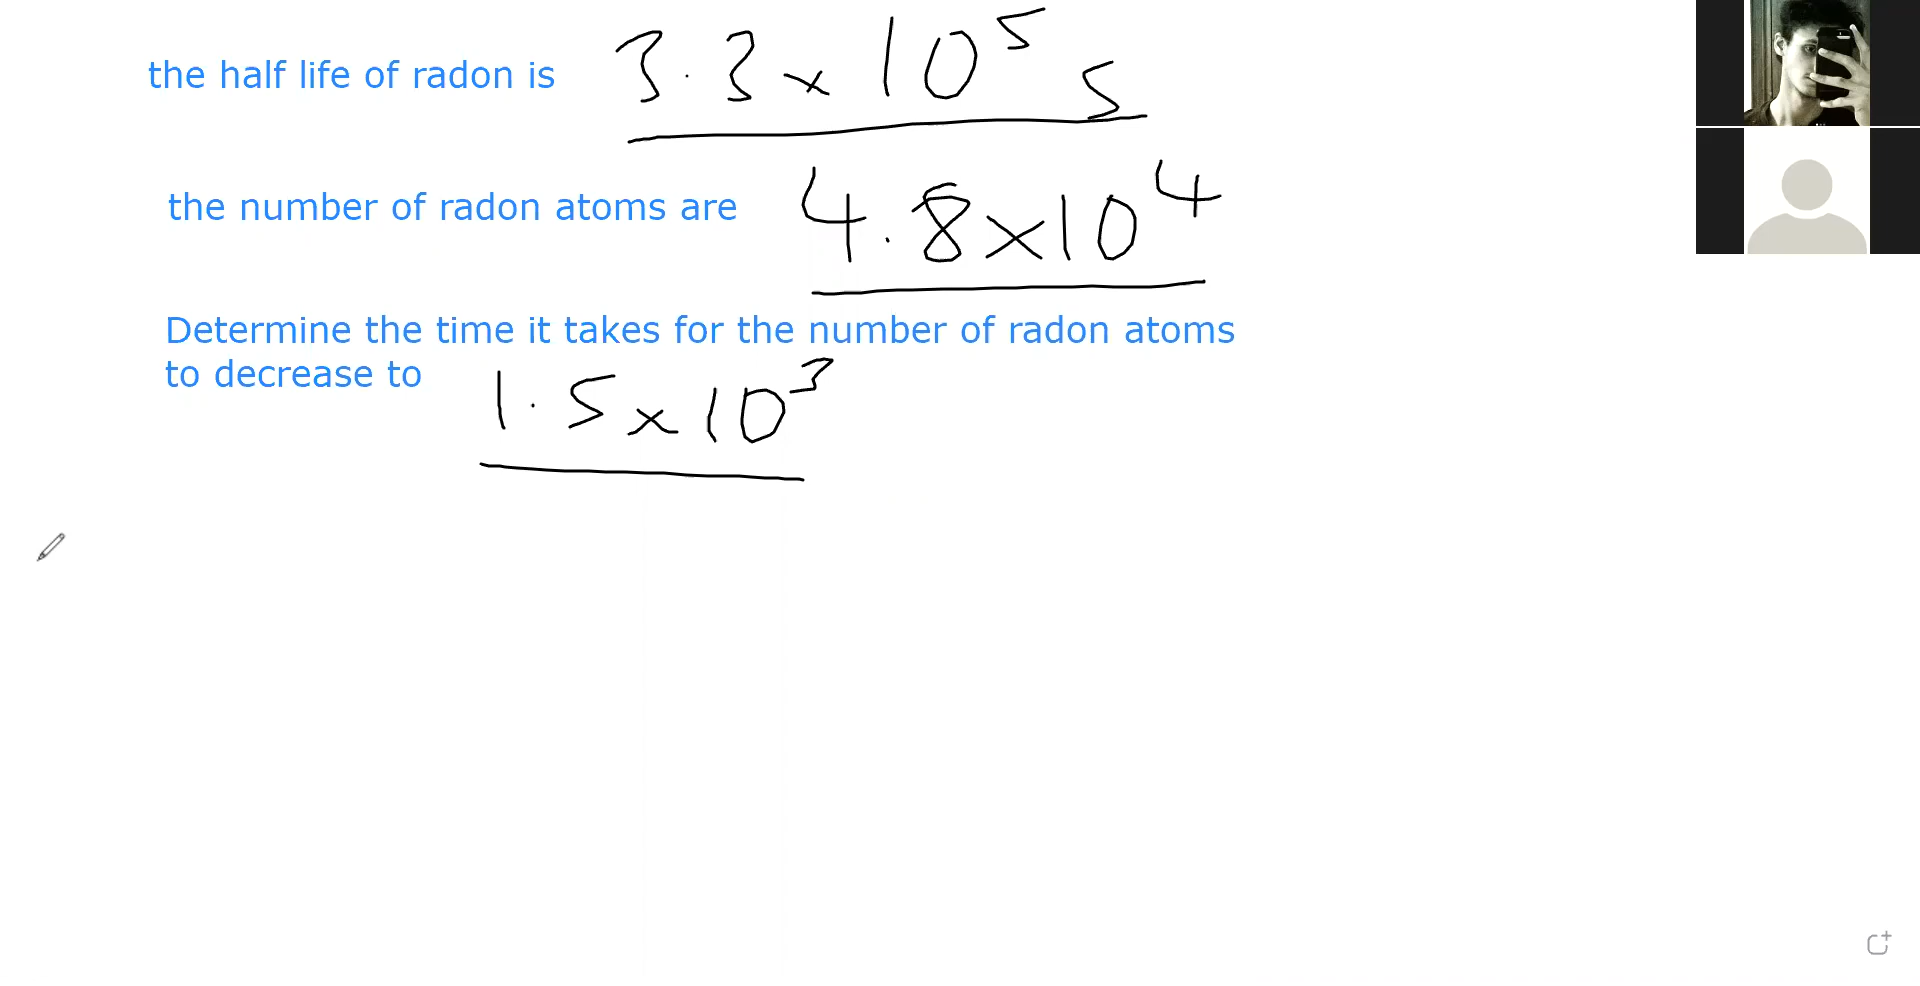 the half life of radon is 3.3 x 10⁵ s
the number of radon atoms are 4.8 x 10⁴
Determine the time it takes for the number of radon atoms
to decrease to 1.5 x 10³